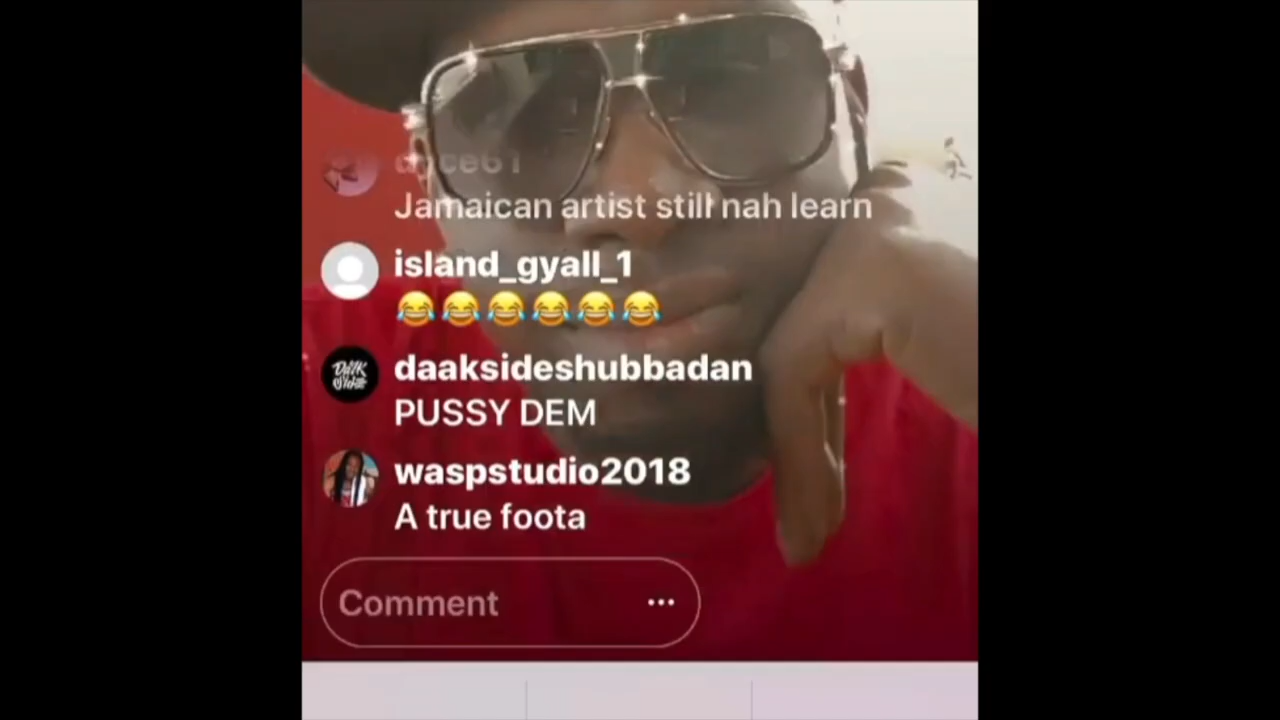 Jamaican artist still nah learn
island_gyall_1
😂😂😂😂😂😂
daaksideshubbadan
PUSSY DEM
waspstudio2018
A true foota
Comment